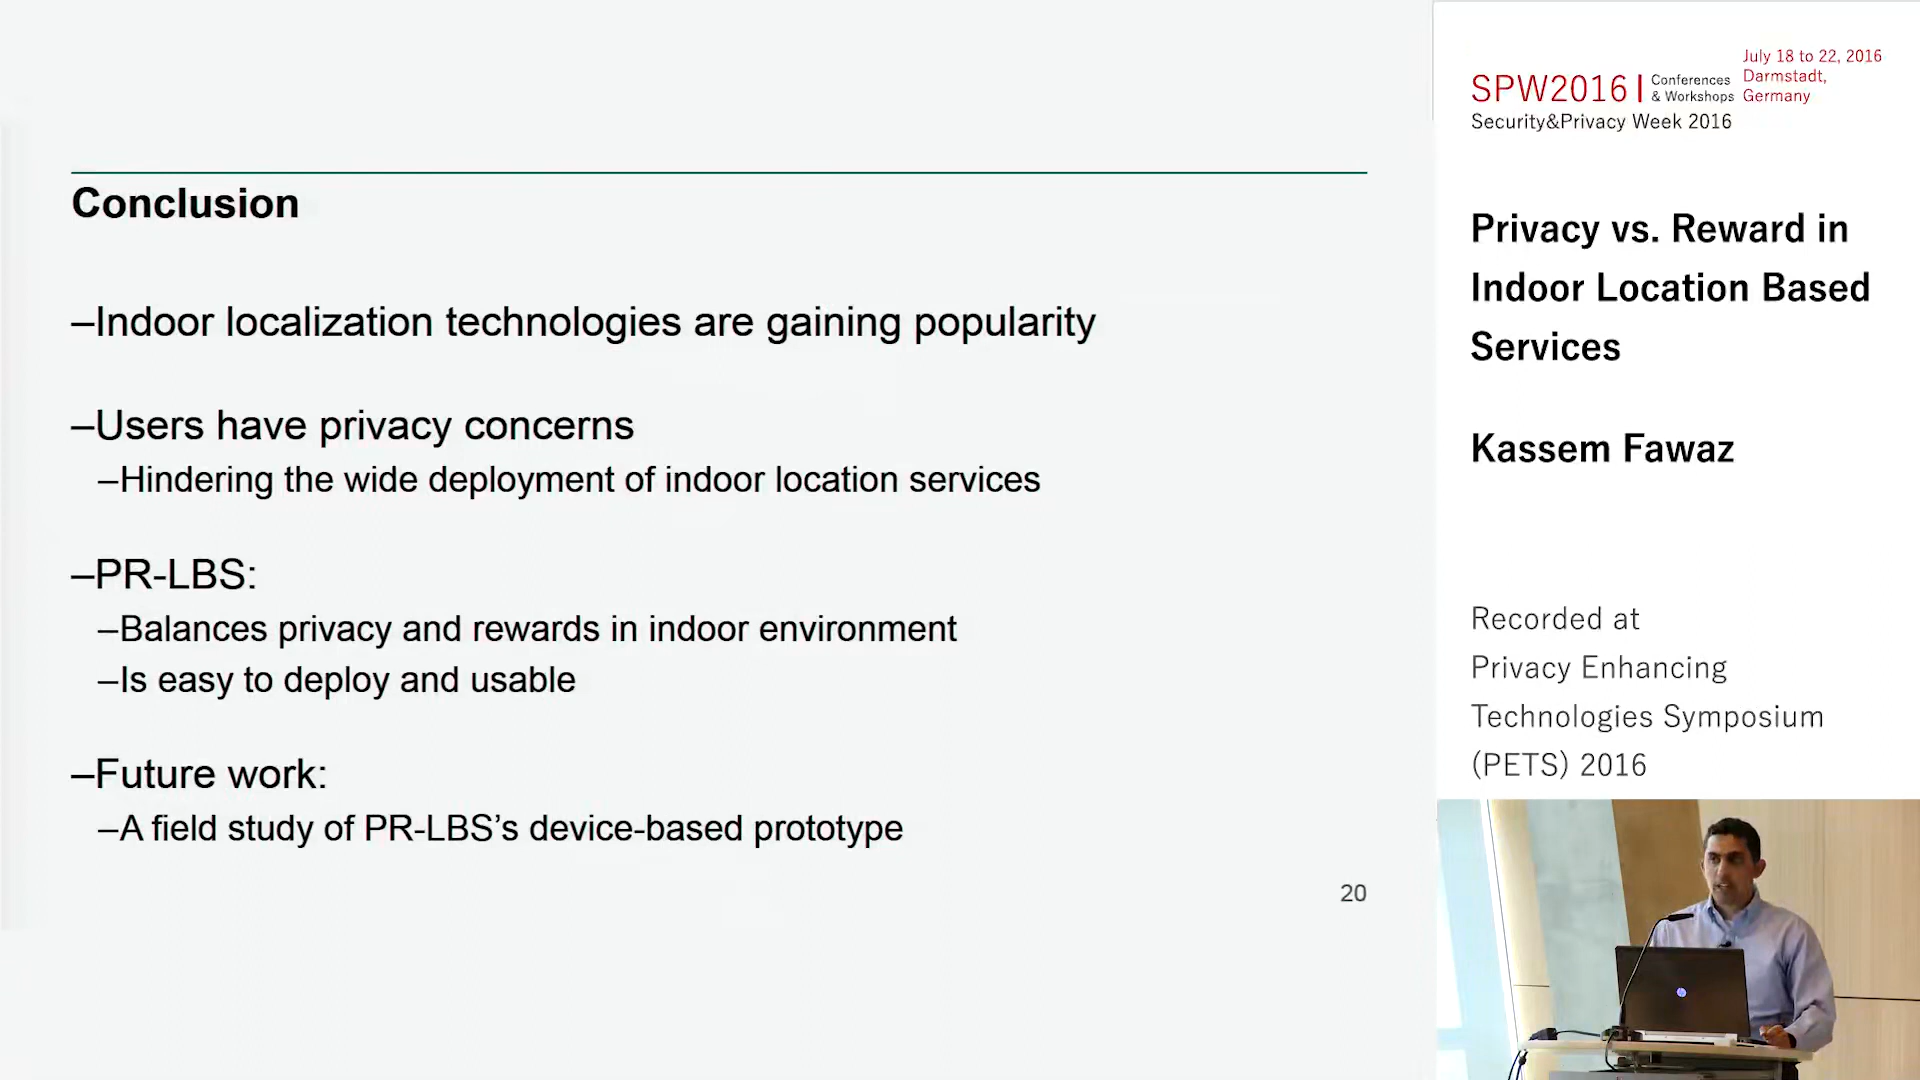 Conclusion
–Indoor localization technologies are gaining popularity
–Users have privacy concerns
–Hindering the wide deployment of indoor location services
–PR-LBS:
–Balances privacy and rewards in indoor environment
–Is easy to deploy and usable
–Future work:
–A field study of PR-LBS’s device-based prototype
20
SPW2016 | Conferences & Workshops
July 18 to 22, 2016
Darmstadt,
Germany
Security&Privacy Week 2016
Privacy vs. Reward in
Indoor Location Based
Services
Kassem Fawaz
Recorded at
Privacy Enhancing
Technologies Symposium
(PETS) 2016